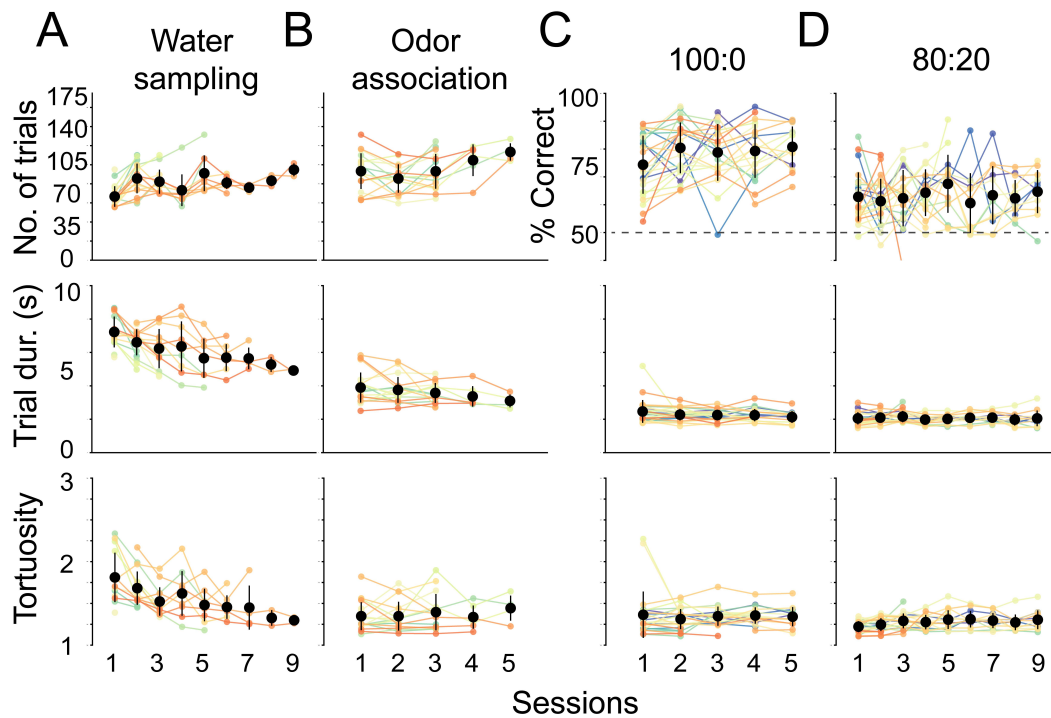 A
Water
sampling
B
Odor
association
C
100:0
D
80:20
No. of trials
175
140
105
70
35
0
% Correct
100
75
50
Trial dur. (s)
10
5
0
Tortuosity
3
2
1
1 3 5 7 9
1 2 3 4 5
1 2 3 4 5
1 3 5 7 9
Sessions